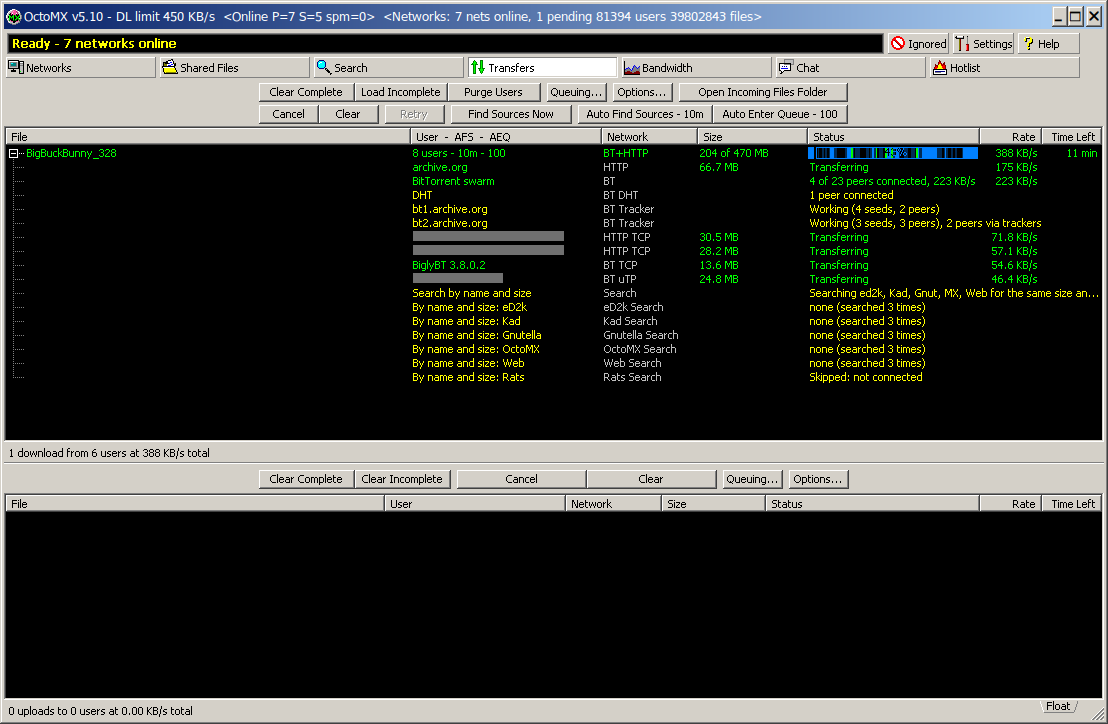 OctoMX v5.10 - DL limit 450 KB/s <Online P=7 S=5 spm=0> <Networks: 7 nets online, 1 pending 81394 users 39802843 files>
Ready - 7 networks online Ignored Settings ? Help
Networks Shared Files Search Transfers Bandwidth Chat Hotlist
Clear Complete Load Incomplete Purge Users Queuing... Options... Open Incoming Files Folder
Cancel Clear Retry Find Sources Now Auto Find Sources - 10m Auto Enter Queue - 100
File User - AFS - AEQ Network Size Status Rate Time Left
BigBuckBunny_328 8 users - 10m - 100 BT+HTTP 204 of 470 MB 388 KB/s 11 min
archive.org HTTP 66.7 MB Transferring 175 KB/s
BitTorrent swarm BT 4 of 23 peers connected, 223 KB/s 223 KB/s
DHT BT DHT 1 peer connected
bt1.archive.org BT Tracker Working (4 seeds, 2 peers)
bt2.archive.org BT Tracker Working (3 seeds, 3 peers), 2 peers via trackers
HTTP TCP 30.5 MB Transferring 71.8 KB/s
HTTP TCP 28.2 MB Transferring 57.1 KB/s
BiglyBT 3.8.0.2 BT TCP 13.6 MB Transferring 54.6 KB/s
BT uTP 24.8 MB Transferring 46.4 KB/s
Search by name and size Search Searching ed2k, Kad, Gnut, MX, Web for the same size an...
By name and size: eD2k eD2k Search none (searched 3 times)
By name and size: Kad Kad Search none (searched 3 times)
By name and size: Gnutella Gnutella Search none (searched 3 times)
By name and size: OctoMX OctoMX Search none (searched 3 times)
By name and size: Web Web Search none (searched 3 times)
By name and size: Rats Rats Search Skipped: not connected
1 download from 6 users at 388 KB/s total
Clear Complete Clear Incomplete Cancel Clear Queuing... Options...
File User Network Size Status Rate Time Left
0 uploads to 0 users at 0.00 KB/s total Float